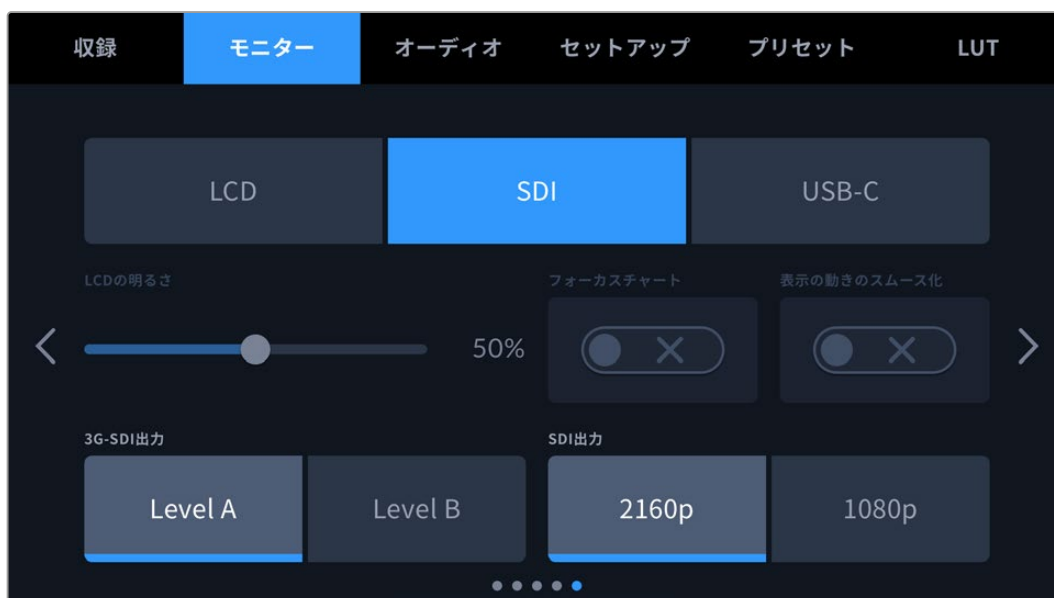 収録 モニター オーディオ セットアップ プリセット LUT
LCD SDI USB-C
LCDの明るさ フォーカスチャート 表示の動きのスムース化
50%
3G-SDI出力 SDI出力
Level A Level B 2160p 1080p